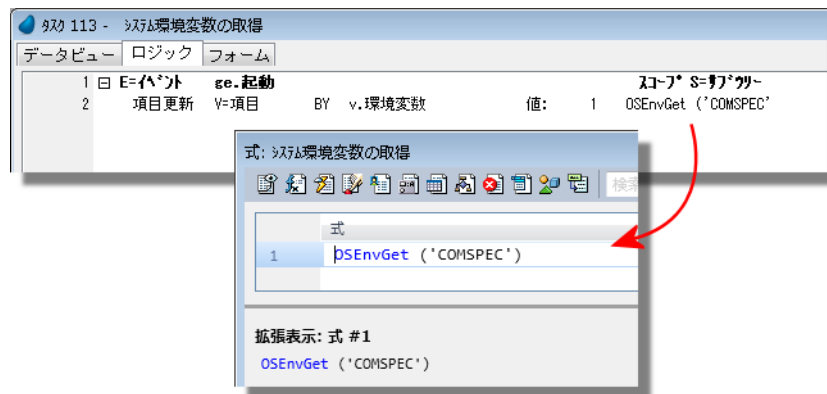 ﾀｽｸ 113 - ｼｽﾃﾑ環境変数の取得
データビュー ロジック フォーム
1 E=ｲﾍﾞﾝﾄ ge.起動 ｽｺｰﾌﾟ S=ｻﾌﾞﾂﾘｰ
2 項目更新 V=項目 BY v.環境変数 値: 1 OSEnvGet ('COMSPEC'
式: ｼｽﾃﾑ環境変数の取得
検索
式
1 OSEnvGet ('COMSPEC')
拡張表示: 式 #1
OSEnvGet ('COMSPEC')